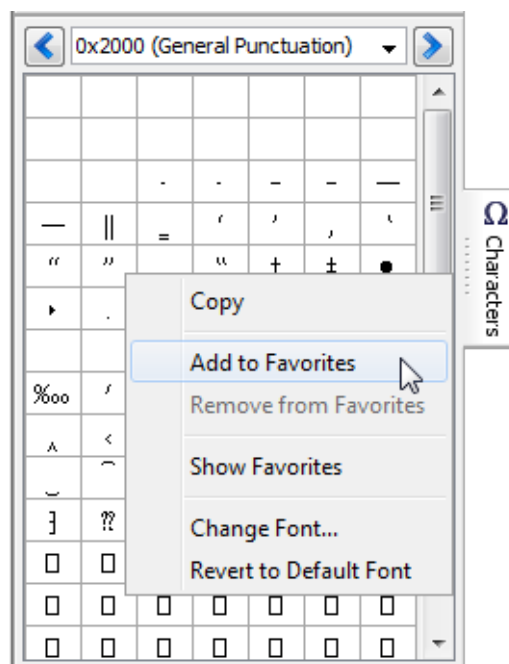 0x2000 (General Punctuation)
- - – – —
— ‖ ‗ ‘ ’ ‚ ‛
“ ” „ ‟ † ‡ •
‣ ․
‱ ′
‸ ‹
‿ ⁀
⁆ ⁇
Copy
Add to Favorites
Remove from Favorites
Show Favorites
Change Font...
Revert to Default Font
Ω Characters